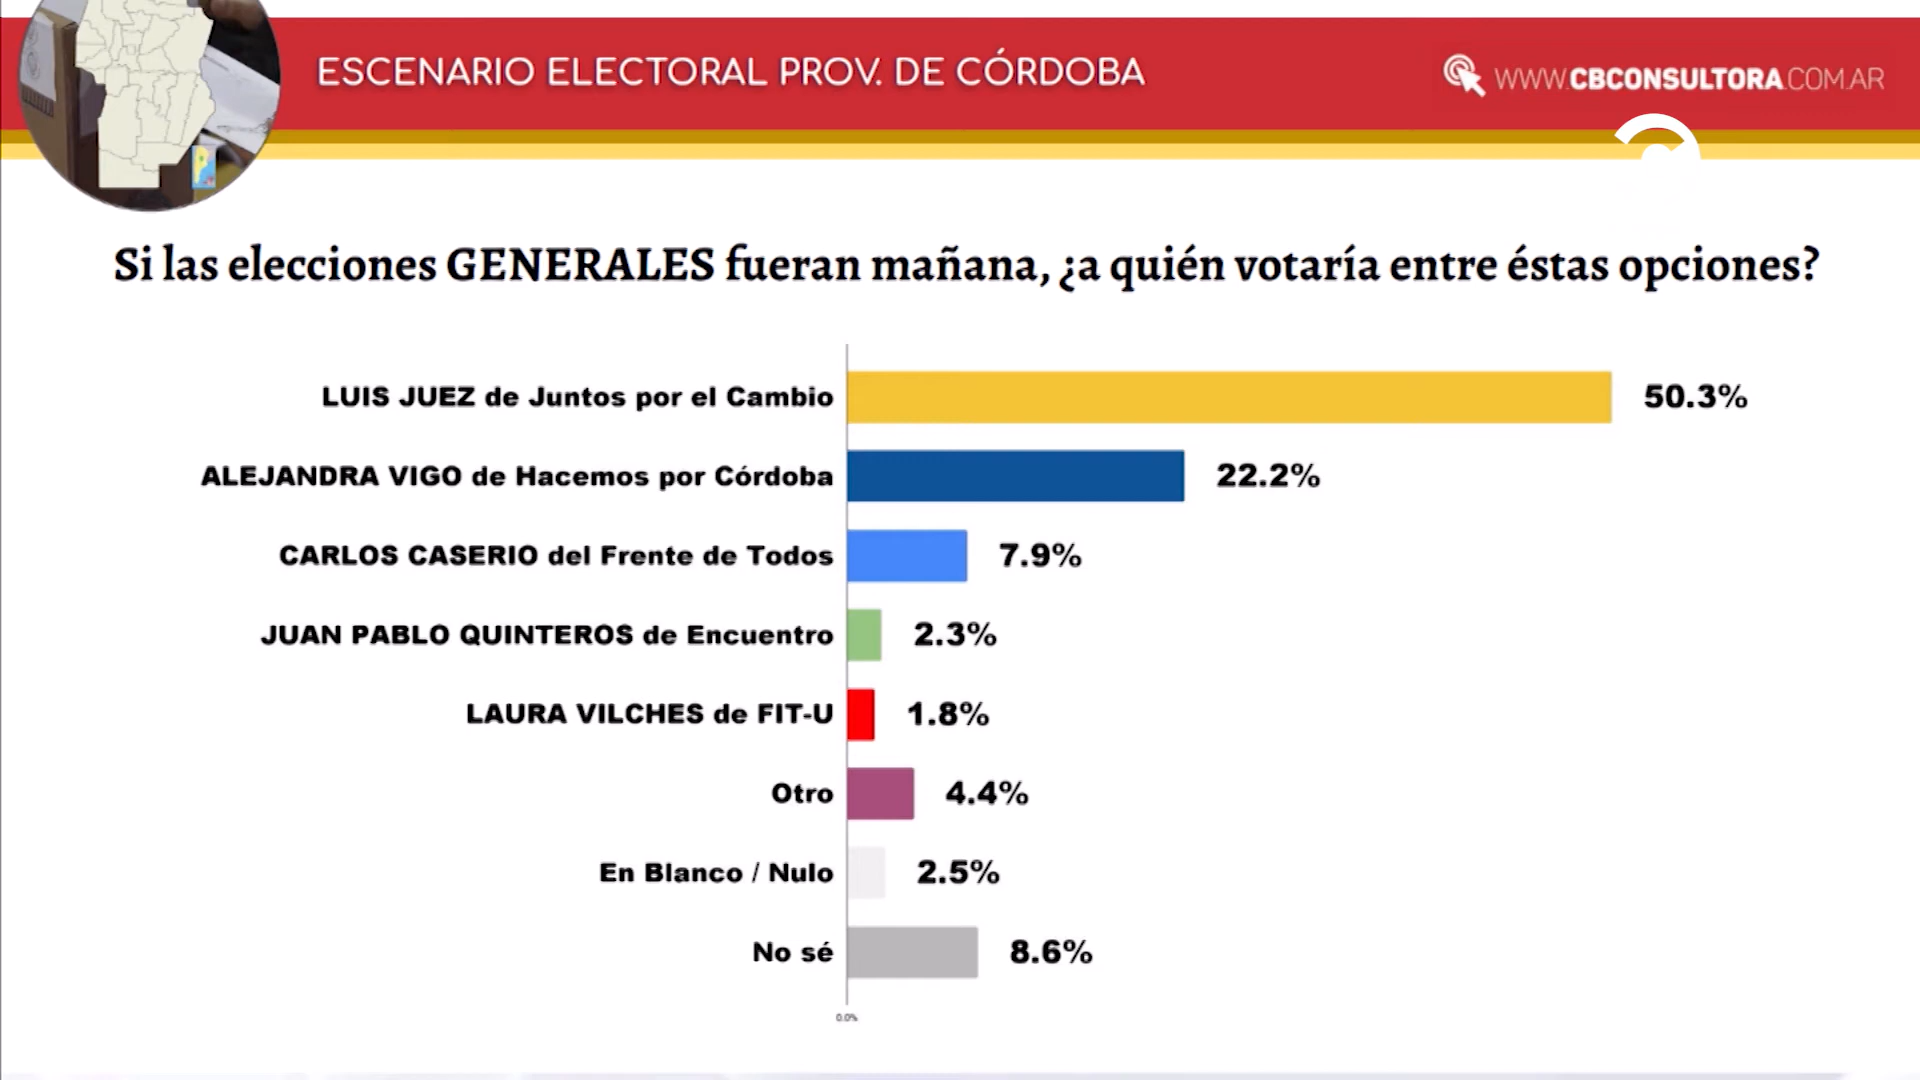 ESCENARIO ELECTORAL PROV. DE CÓRDOBA
WWW.CBCONSULTORA.COM.AR
Si las elecciones GENERALES fueran mañana, ¿a quién votaría entre éstas opciones?
LUIS JUEZ de Juntos por el Cambio 50.3%
ALEJANDRA VIGO de Hacemos por Córdoba 22.2%
CARLOS CASERIO del Frente de Todos 7.9%
JUAN PABLO QUINTEROS de Encuentro 2.3%
LAURA VILCHES de FIT-U 1.8%
Otro 4.4%
En Blanco / Nulo 2.5%
No sé 8.6%
0.0%